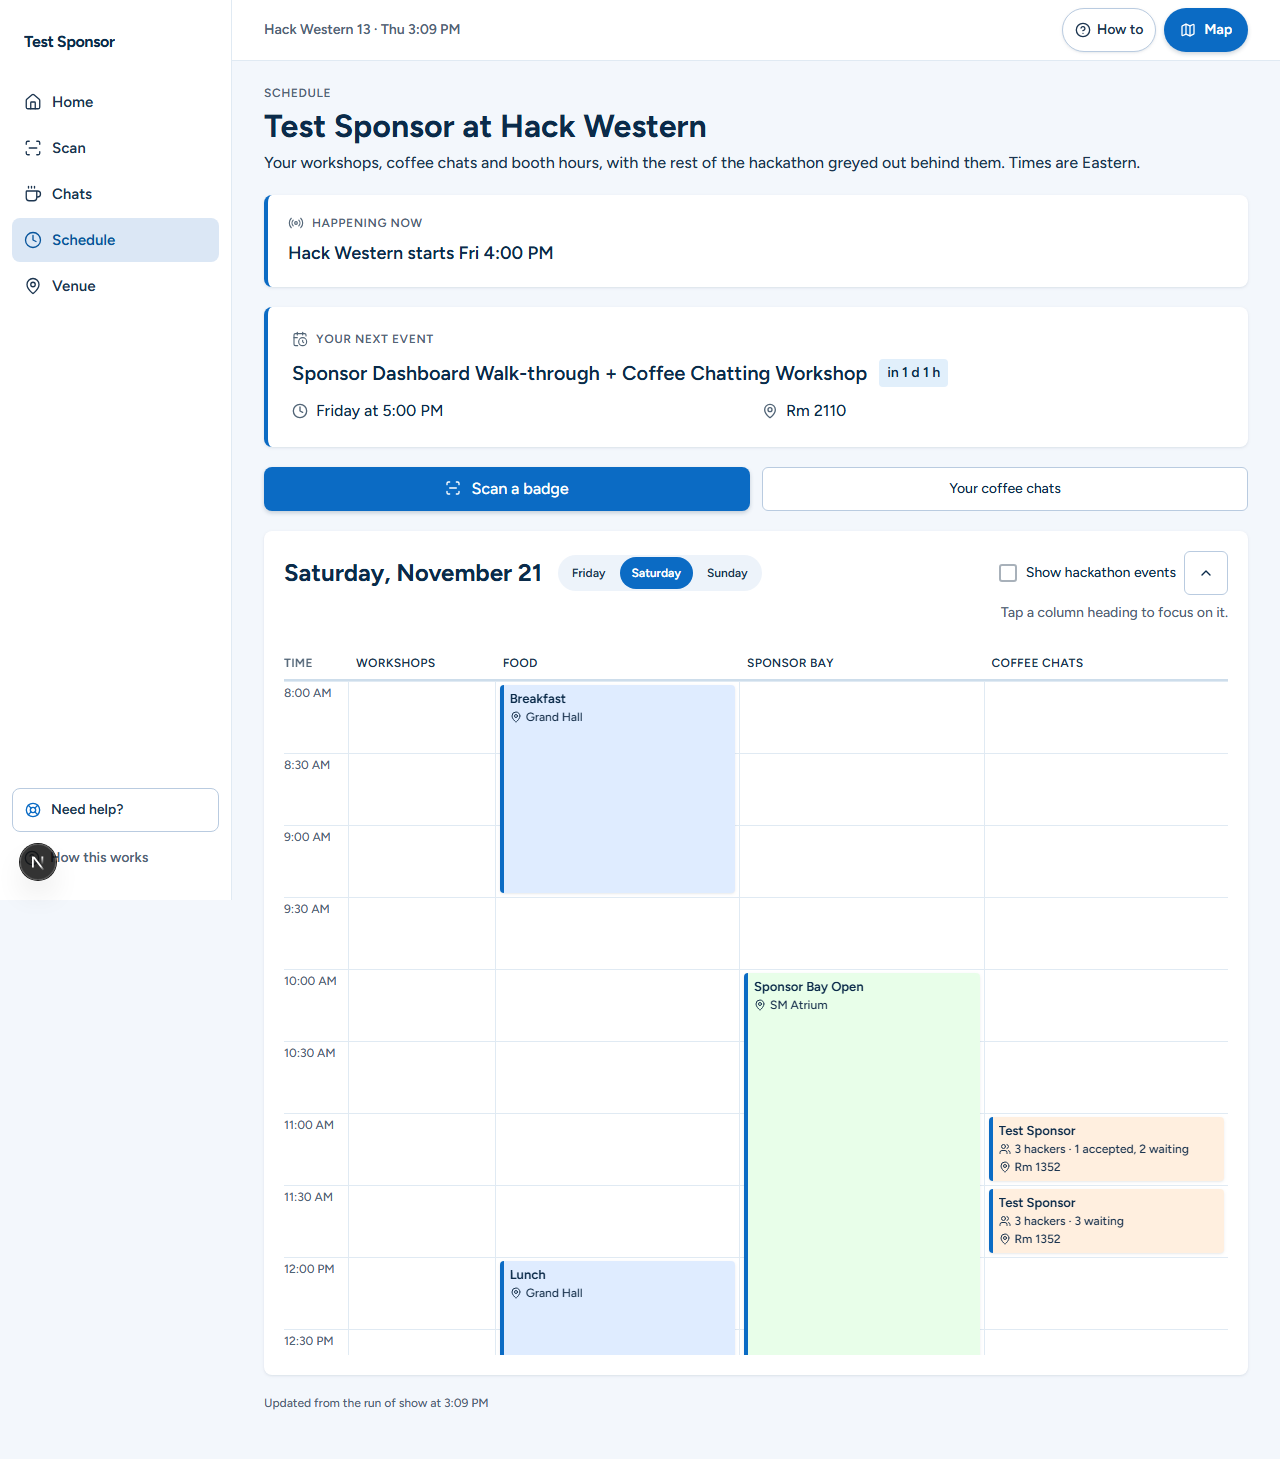 Test Sponsor
Home
Scan
Chats
Schedule
Venue
Need help?
How this works
N
Hack Western 13 · Thu 3:09 PM
How to
Map
SCHEDULE
Test Sponsor at Hack Western
Your workshops, coffee chats and booth hours, with the rest of the hackathon greyed out behind them. Times are Eastern.
HAPPENING NOW
Hack Western starts Fri 4:00 PM
YOUR NEXT EVENT
Sponsor Dashboard Walk-through + Coffee Chatting Workshop in 1 d 1 h
Friday at 5:00 PM
Rm 2110
Scan a badge
Your coffee chats
Saturday, November 21
Friday
Saturday
Sunday
Show hackathon events
Tap a column heading to focus on it.
TIME WORKSHOPS FOOD SPONSOR BAY COFFEE CHATS
8:00 AM
Breakfast
Grand Hall
8:30 AM
9:00 AM
9:30 AM
10:00 AM
Sponsor Bay Open
SM Atrium
10:30 AM
11:00 AM
Test Sponsor
3 hackers · 1 accepted, 2 waiting
Rm 1352
11:30 AM
Test Sponsor
3 hackers · 3 waiting
Rm 1352
12:00 PM
Lunch
Grand Hall
12:30 PM
Updated from the run of show at 3:09 PM